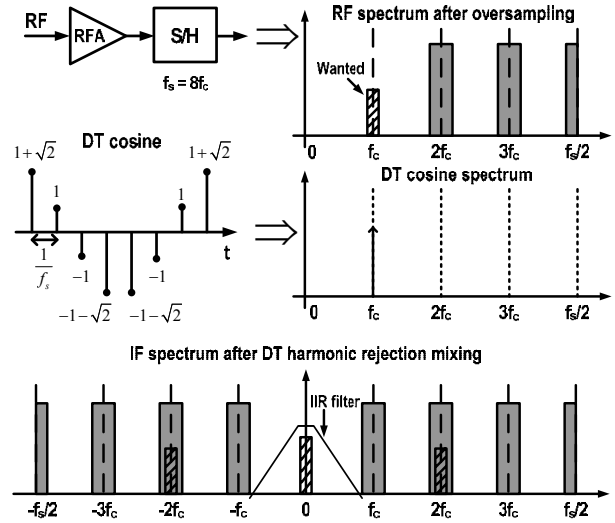 RF
RFA
S/H
fs = 8fc
RF spectrum after oversampling
Wanted
0 fc 2fc 3fc fs/2
DT cosine
1+√2
1
1
1+√2
1/fs
−1
−1−√2
−1−√2
−1
t
DT cosine spectrum
0 fc 2fc 3fc fs/2
IF spectrum after DT harmonic rejection mixing
IIR filter
-fs/2 -3fc -2fc -fc 0 fc 2fc 3fc fs/2